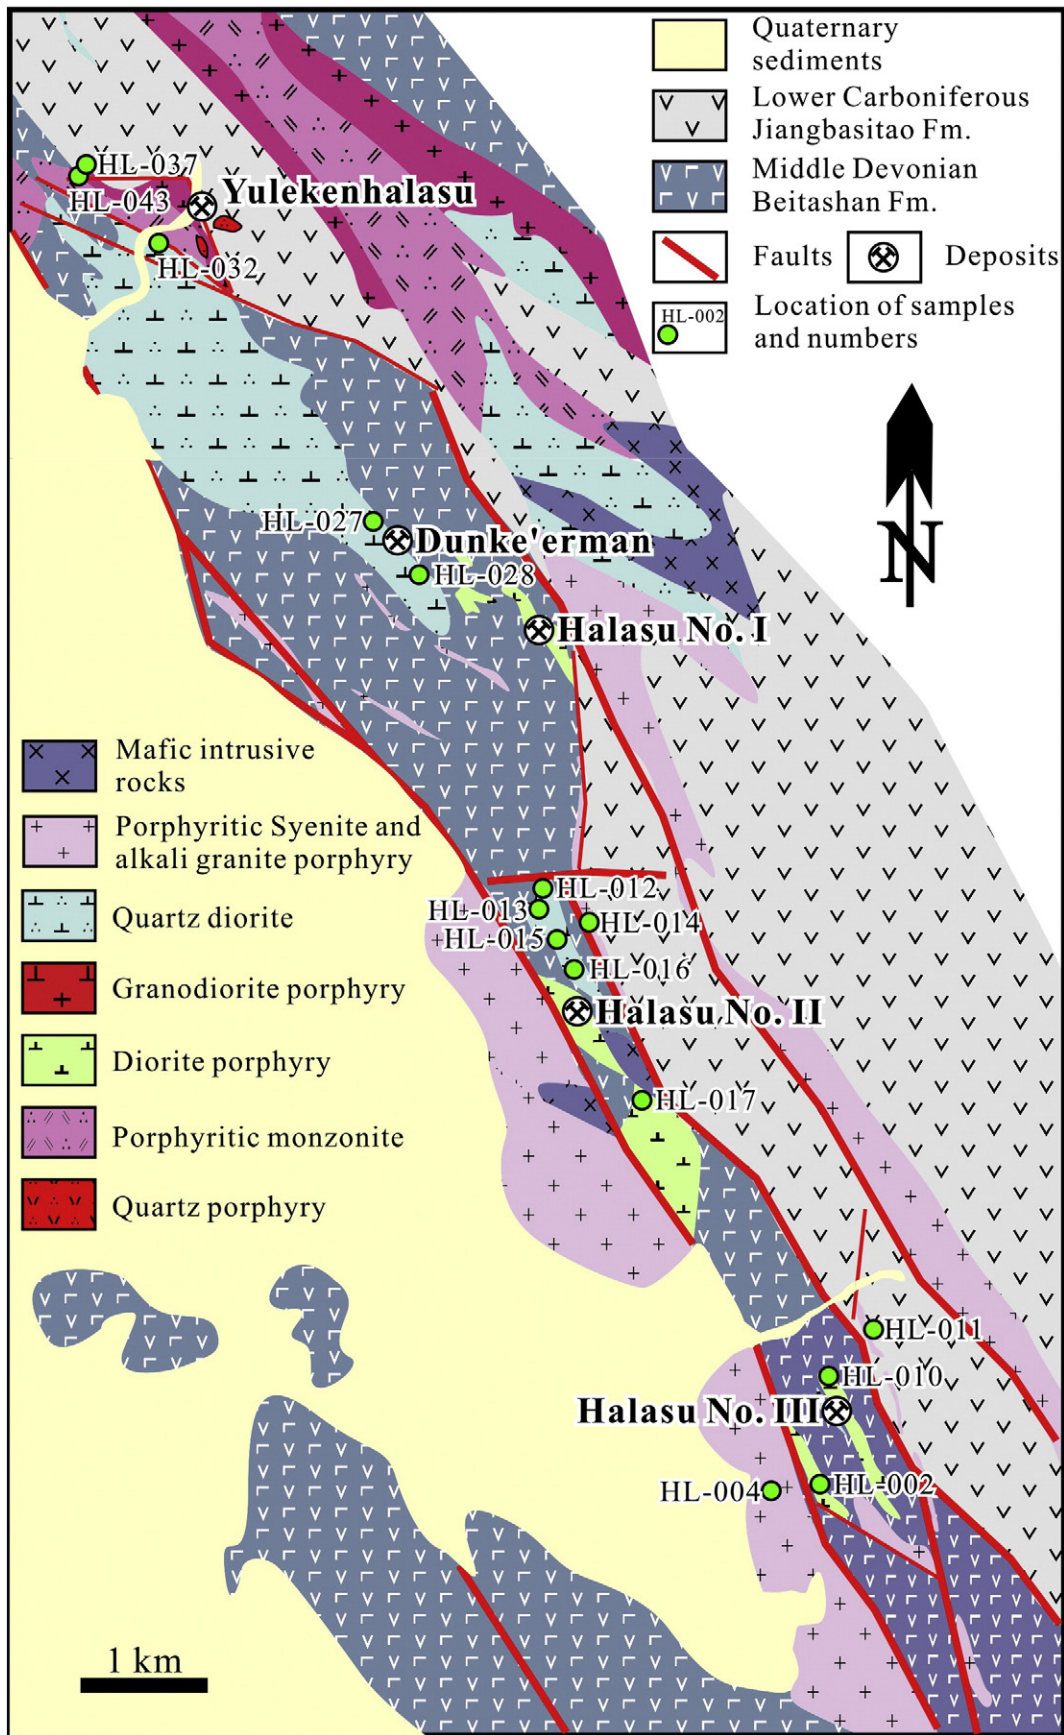 Quaternary
sediments
Lower Carboniferous
Jiangbasitao Fm.
Middle Devonian
Beitashan Fm.
Faults
Deposits
HL-002
Location of samples
and numbers
N
HL-037
HL-043
Yulekenhalasu
HL-032
HL-027
Dunke'erman
HL-028
Halasu No. I
Mafic intrusive
rocks
Porphyritic Syenite and
alkali granite porphyry
Quartz diorite
Granodiorite porphyry
Diorite porphyry
Porphyritic monzonite
Quartz porphyry
HL-012
HL-013
HL-014
HL-015
HL-016
Halasu No. II
HL-017
HL-011
HL-010
Halasu No. III
HL-004
HL-002
1 km